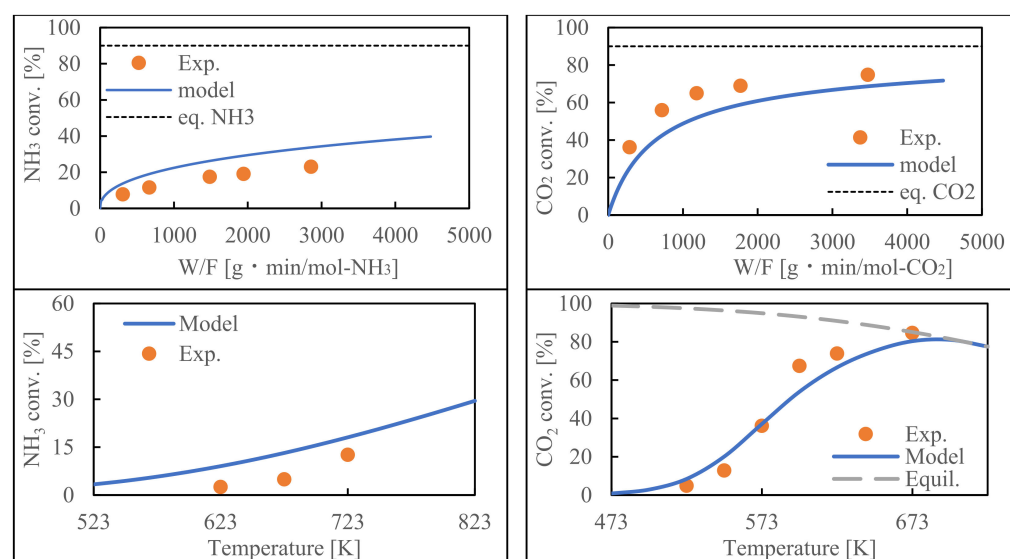 NH₃ conv. [%]
100
80
60
40
20
0
Exp.
model
eq. NH3
0 1000 2000 3000 4000 5000
W/F [g・min/mol-NH₃]
CO₂ conv. [%]
100
80
60
40
20
0
Exp.
model
eq. CO2
0 1000 2000 3000 4000 5000
W/F [g・min/mol-CO₂]
NH₃ conv. [%]
60
45
30
15
0
Model
Exp.
523 623 723 823
Temperature [K]
CO₂ conv. [%]
100
80
60
40
20
0
Exp.
Model
Equil.
473 573 673
Temperature [K]